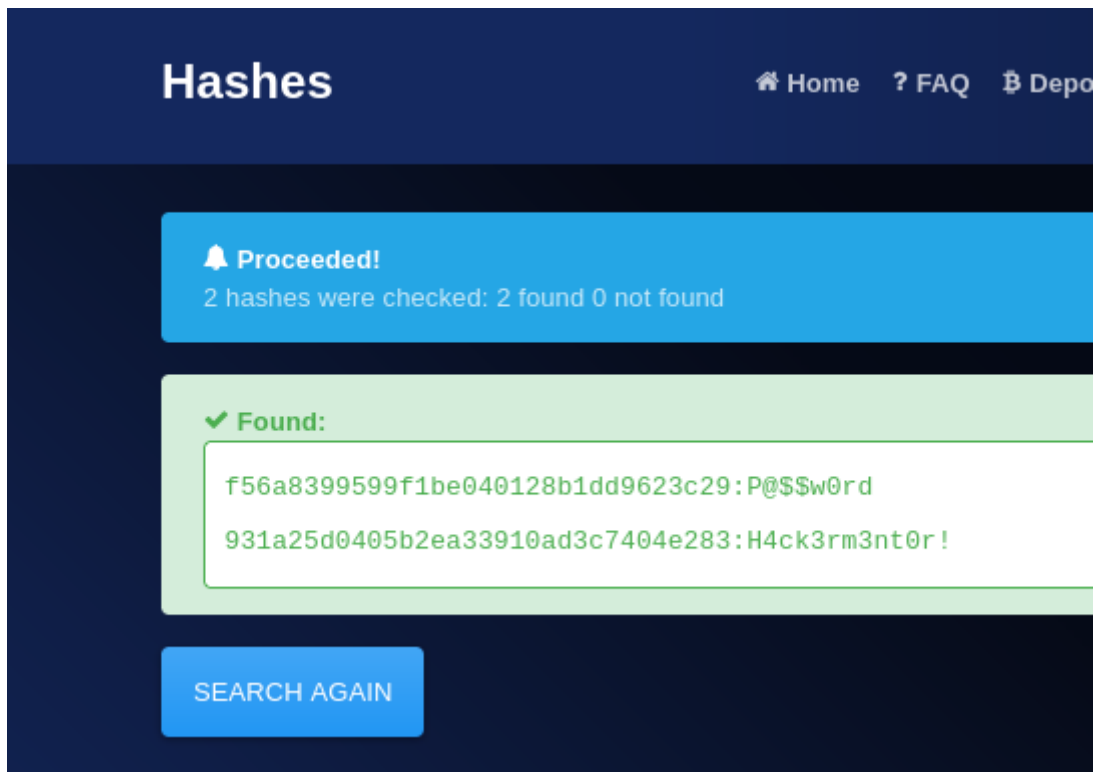 Hashes
Home ? FAQ Depo
Proceeded!
2 hashes were checked: 2 found 0 not found
Found:
f56a8399599f1be040128b1dd9623c29:P@$$w0rd
931a25d0405b2ea33910ad3c7404e283:H4ck3rm3nt0r!
SEARCH AGAIN